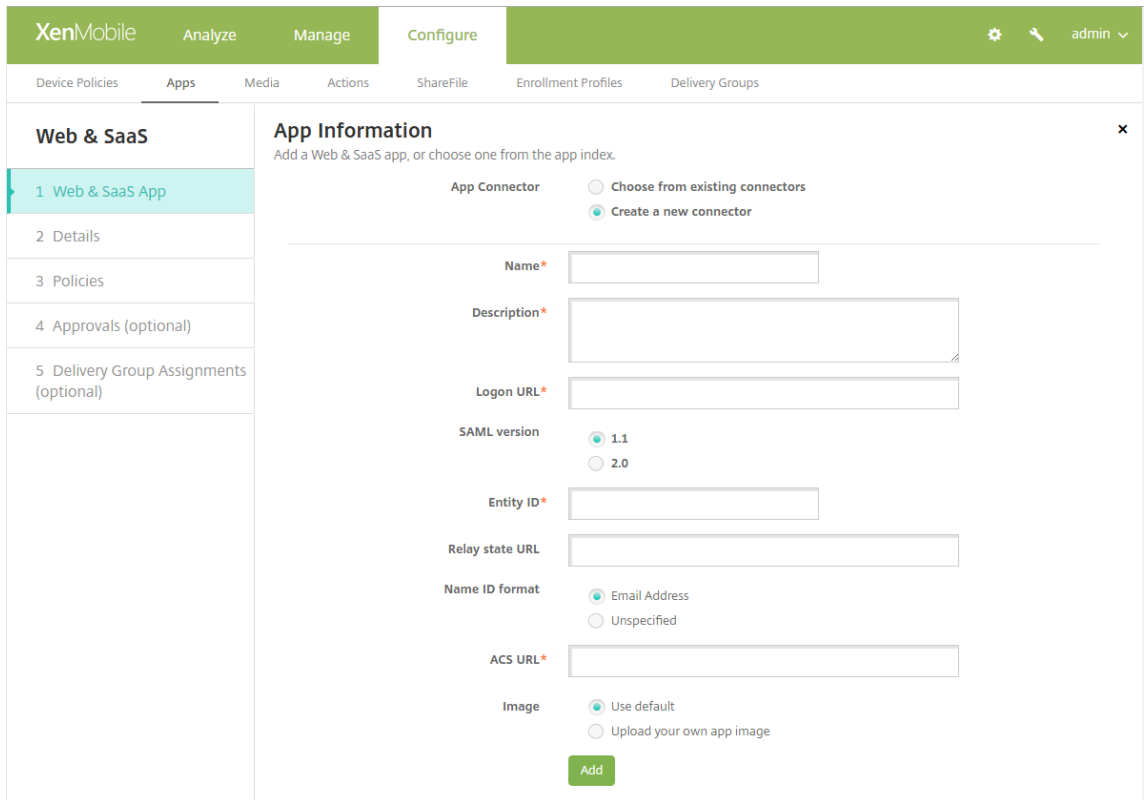 XenMobile Analyze Manage Configure admin
Device Policies Apps Media Actions ShareFile Enrollment Profiles Delivery Groups
Web & SaaS
1 Web & SaaS App
2 Details
3 Policies
4 Approvals (optional)
5 Delivery Group Assignments
(optional)
App Information
Add a Web & SaaS app, or choose one from the app index.
App Connector
Choose from existing connectors
Create a new connector
Name*
Description*
Logon URL*
SAML version
1.1
2.0
Entity ID*
Relay state URL
Name ID format
Email Address
Unspecified
ACS URL*
Image
Use default
Upload your own app image
Add